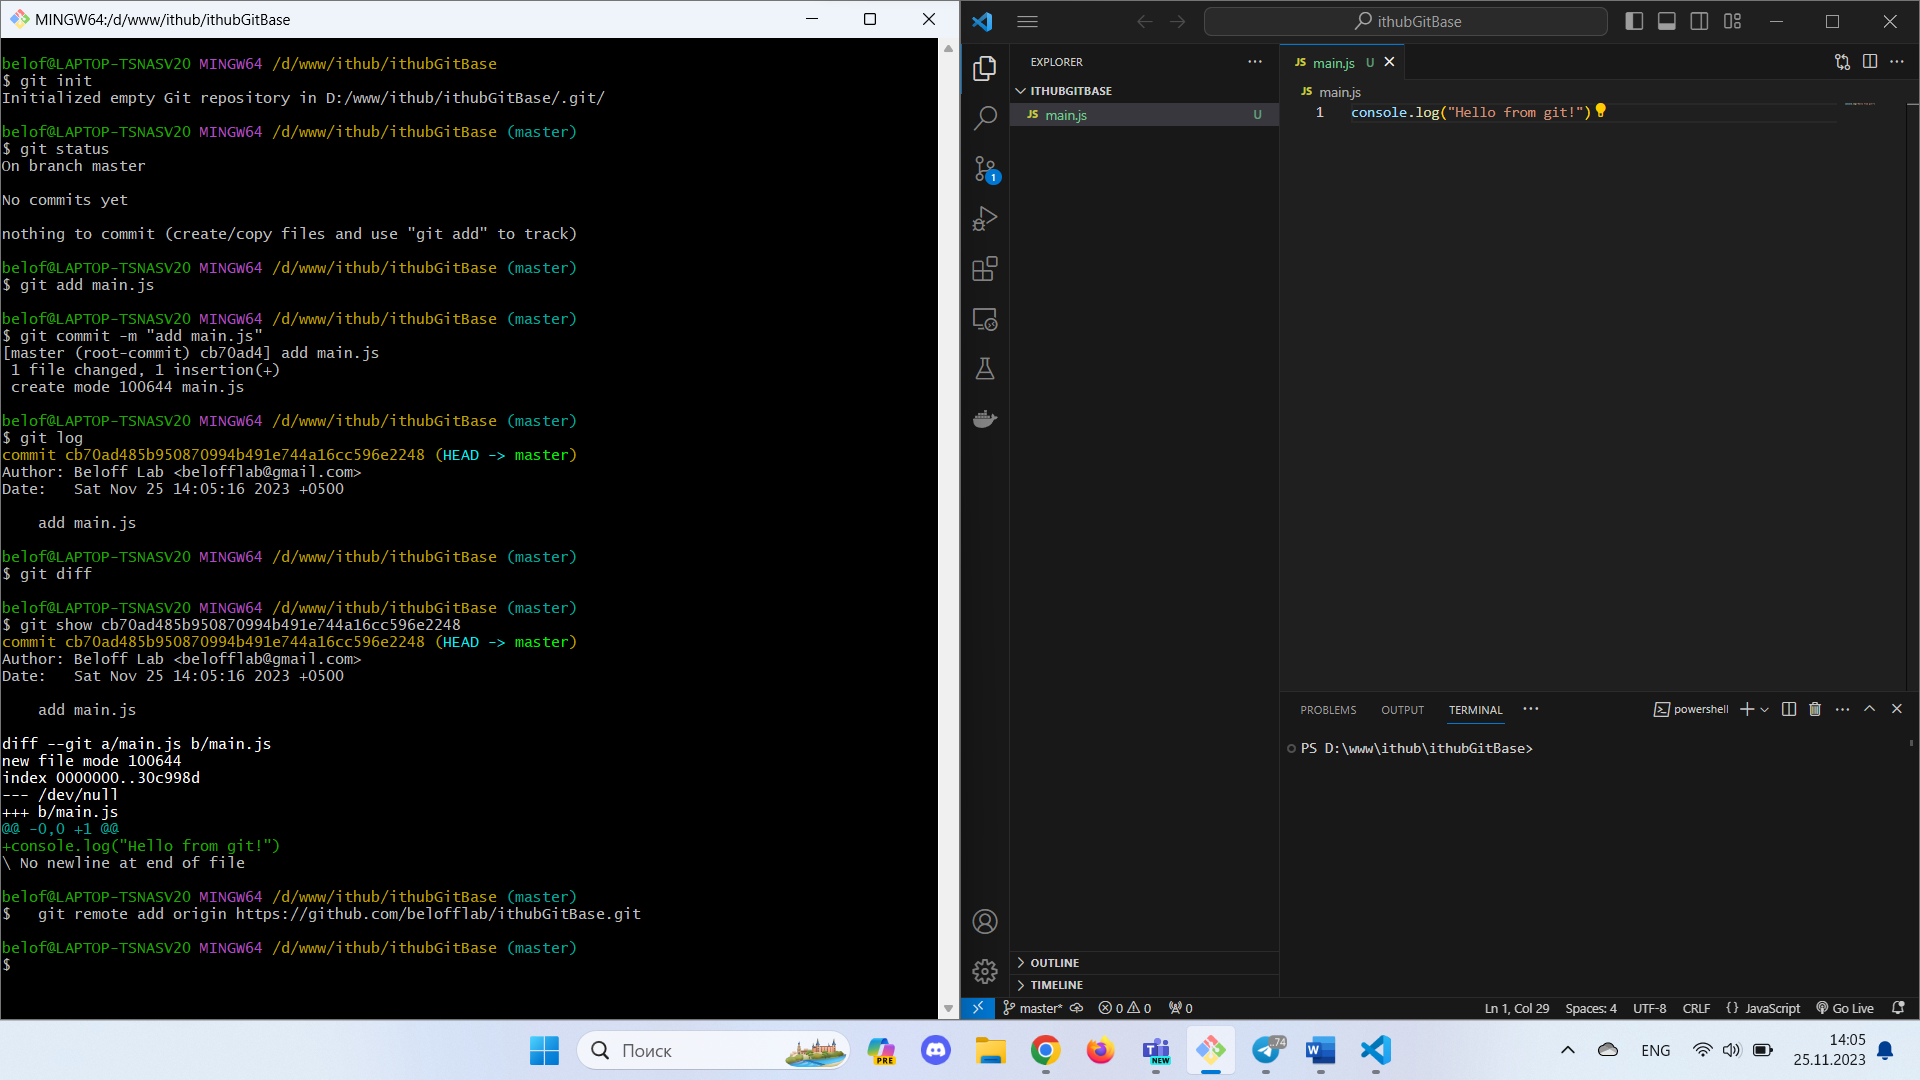 MINGW64:/d/www/ithub/ithubGitBase
belof@LAPTOP-TSNASV2O MINGW64 /d/www/ithub/ithubGitBase
$ git init
Initialized empty Git repository in D:/www/ithub/ithubGitBase/.git/
belof@LAPTOP-TSNASV2O MINGW64 /d/www/ithub/ithubGitBase (master)
$ git status
On branch master
No commits yet
nothing to commit (create/copy files and use "git add" to track)
belof@LAPTOP-TSNASV2O MINGW64 /d/www/ithub/ithubGitBase (master)
$ git add main.js
belof@LAPTOP-TSNASV2O MINGW64 /d/www/ithub/ithubGitBase (master)
$ git commit -m "add main.js"
[master (root-commit) cb70ad4] add main.js
1 file changed, 1 insertion(+)
create mode 100644 main.js
belof@LAPTOP-TSNASV2O MINGW64 /d/www/ithub/ithubGitBase (master)
$ git log
commit cb70ad485b950870994b491e744a16cc596e2248 (HEAD -> master)
Author: Beloff Lab <belofflab@gmail.com>
Date:   Sat Nov 25 14:05:16 2023 +0500
add main.js
belof@LAPTOP-TSNASV2O MINGW64 /d/www/ithub/ithubGitBase (master)
$ git diff
belof@LAPTOP-TSNASV2O MINGW64 /d/www/ithub/ithubGitBase (master)
$ git show cb70ad485b950870994b491e744a16cc596e2248
commit cb70ad485b950870994b491e744a16cc596e2248 (HEAD -> master)
Author: Beloff Lab <belofflab@gmail.com>
Date:   Sat Nov 25 14:05:16 2023 +0500
add main.js
diff --git a/main.js b/main.js
new file mode 100644
index 0000000..30c998d
--- /dev/null
+++ b/main.js
@@ -0,0 +1 @@
+console.log("Hello from git!")
\ No newline at end of file
belof@LAPTOP-TSNASV2O MINGW64 /d/www/ithub/ithubGitBase (master)
$   git remote add origin https://github.com/belofflab/ithubGitBase.git
belof@LAPTOP-TSNASV2O MINGW64 /d/www/ithub/ithubGitBase (master)
$
ithubGitBase
EXPLORER
ITHUBGITBASE
JS main.js U
1
OUTLINE
TIMELINE
JS main.js U
JS main.js
1 console.log("Hello from git!")
PROBLEMS OUTPUT TERMINAL
powershell
PS D:\www\ithub\ithubGitBase>
master* 0 0 0
Ln 1, Col 29 Spaces: 4 UTF-8 CRLF {} JavaScript Go Live
Поиск
PRE
NEW
74
W
ENG
14:05
25.11.2023